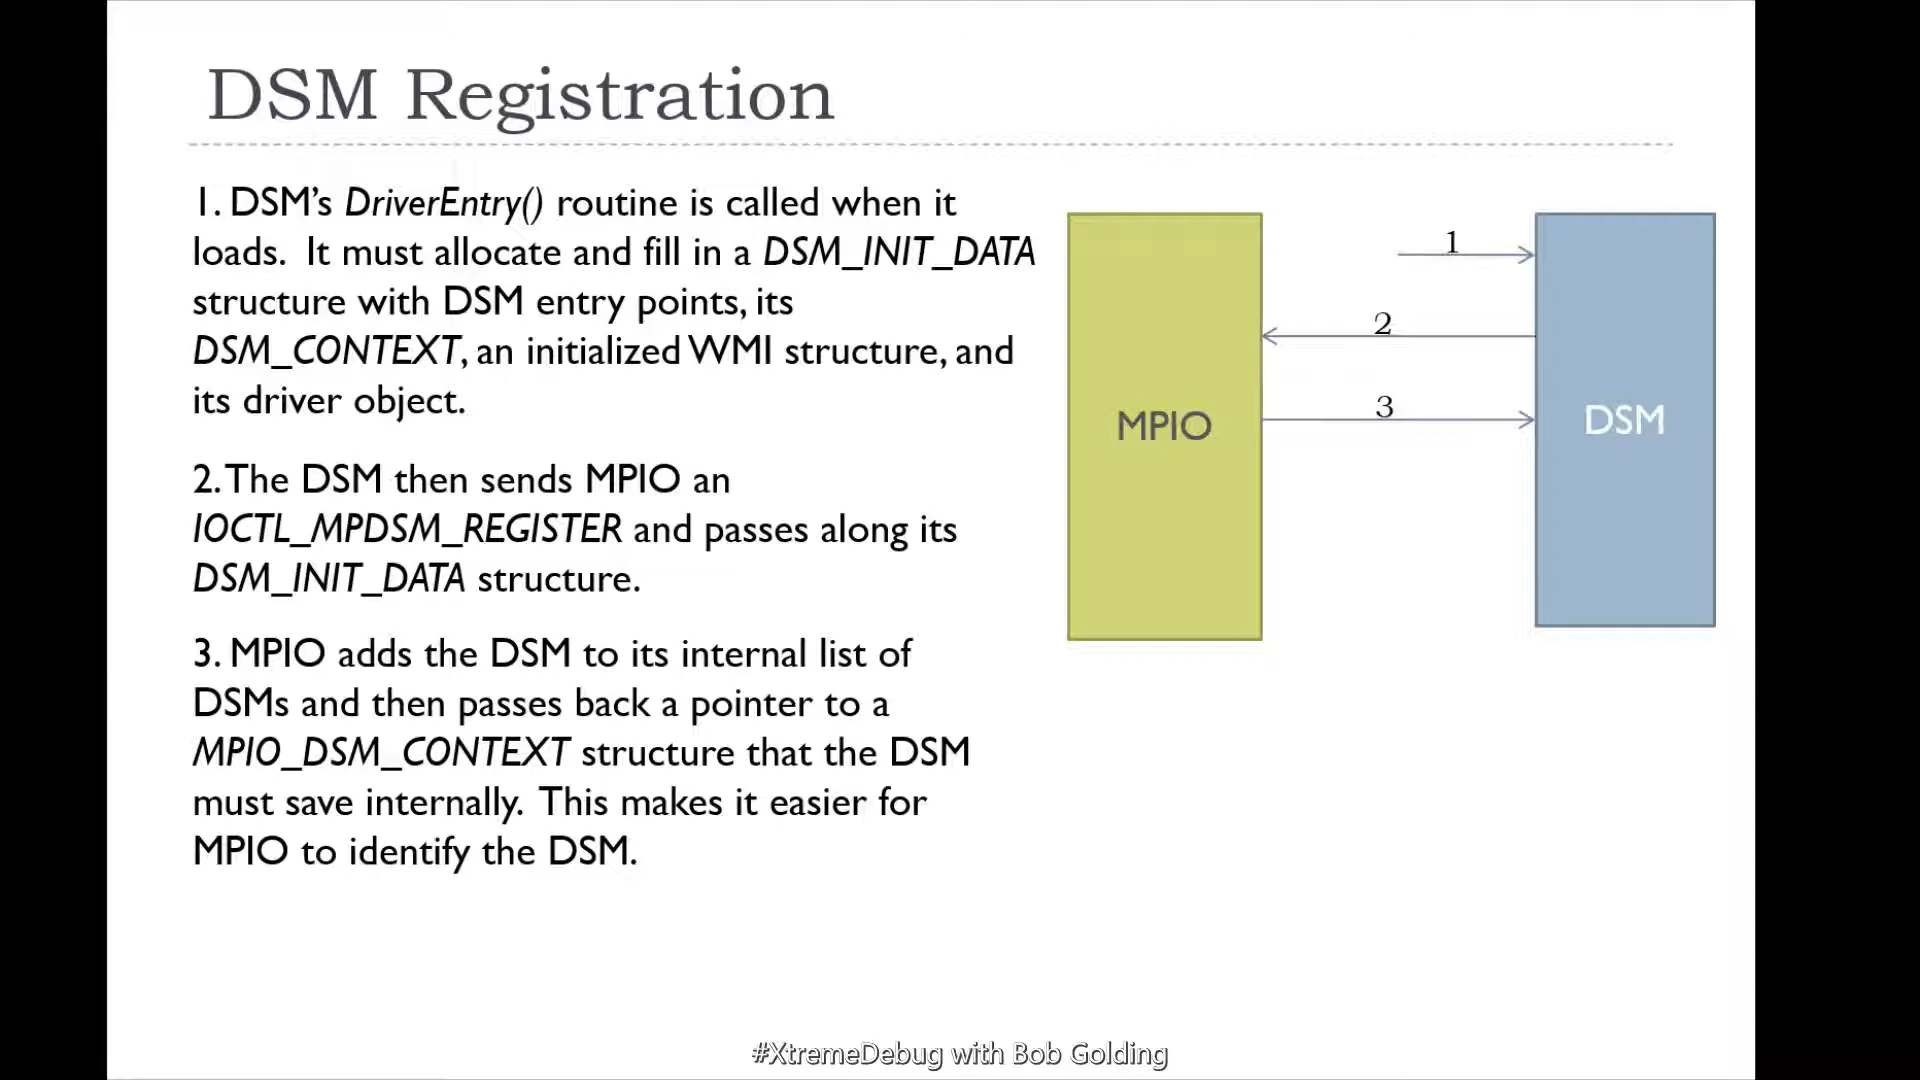 DSM Registration
1. DSM's DriverEntry() routine is called when it
loads.  It must allocate and fill in a DSM_INIT_DATA
structure with DSM entry points, its
DSM_CONTEXT, an initialized WMI structure, and
its driver object.
2. The DSM then sends MPIO an
IOCTL_MPDSM_REGISTER and passes along its
DSM_INIT_DATA structure.
3. MPIO adds the DSM to its internal list of
DSMs and then passes back a pointer to a
MPIO_DSM_CONTEXT structure that the DSM
must save internally.  This makes it easier for
MPIO to identify the DSM.
1
2
3
MPIO
DSM
#XtremeDebug with Bob Golding